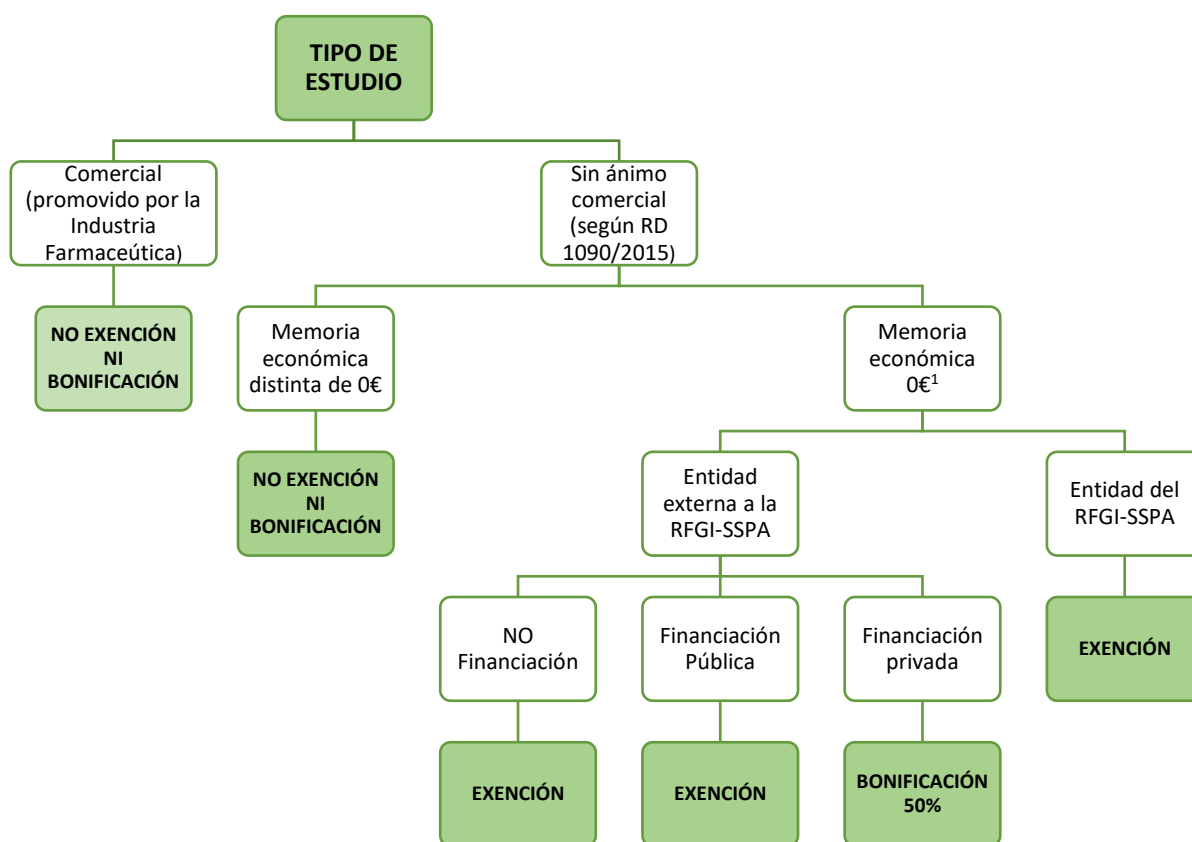 TIPO DE
ESTUDIO
Comercial
(promovido por la
Industria
Farmaceútica)
Sin ánimo
comercial
(según RD
1090/2015)
NO EXENCIÓN
NI
BONIFICACIÓN
Memoria
económica
distinta de 0€
Memoria
económica
0€¹
NO EXENCIÓN
NI
BONIFICACIÓN
Entidad
externa a la
RFGI-SSPA
Entidad del
RFGI-SSPA
NO
Financiación
Financiación
Pública
Financiación
privada
EXENCIÓN
EXENCIÓN
EXENCIÓN
BONIFICACIÓN
50%